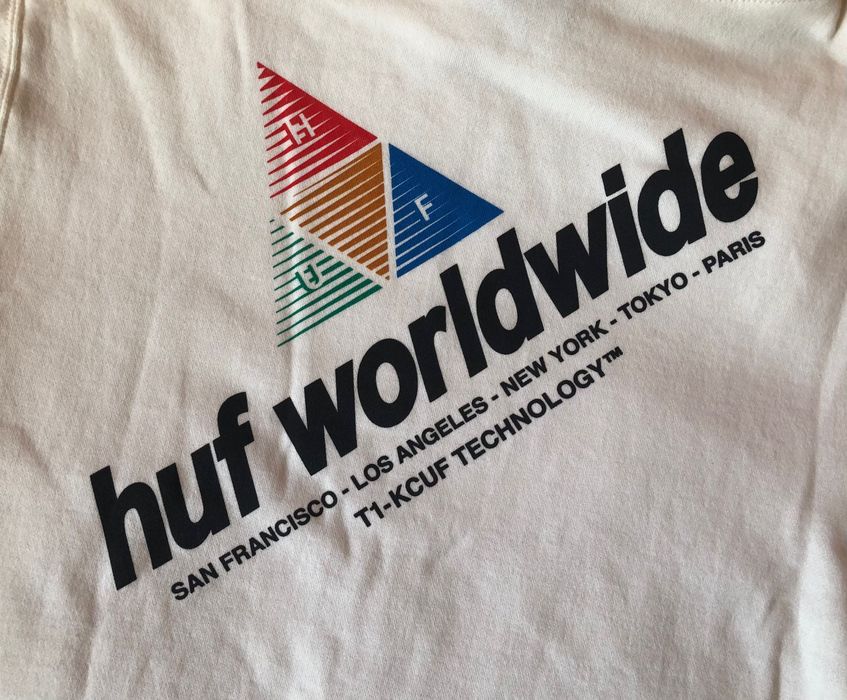 H
F
U
huf worldwide
SAN FRANCISCO - LOS ANGELES - NEW YORK - TOKYO - PARIS
T1-KCUF TECHNOLOGY™